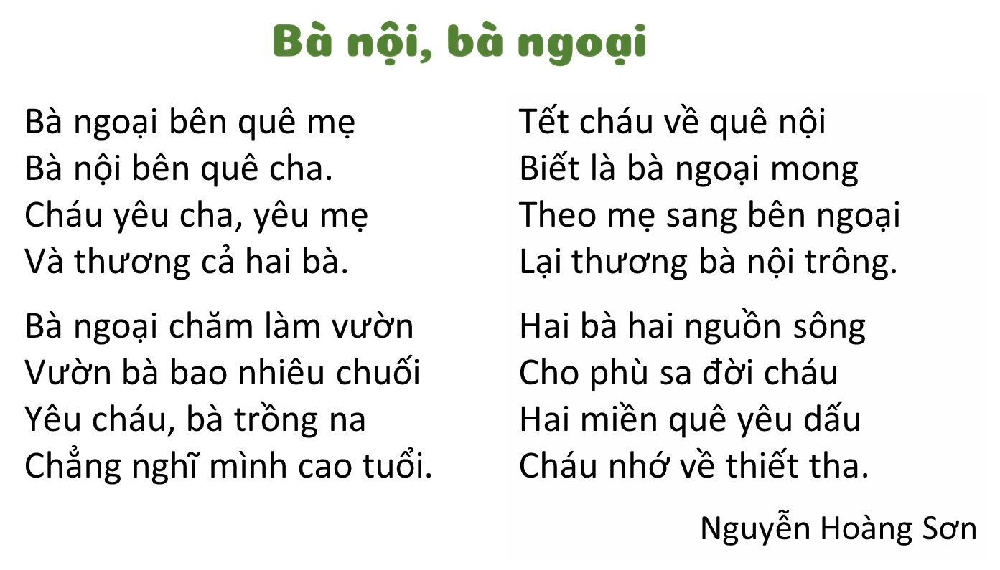 Bà nội, bà ngoại
Bà ngoại bên quê mẹ
Bà nội bên quê cha.
Cháu yêu cha, yêu mẹ
Và thương cả hai bà.
Bà ngoại chăm làm vườn
Vườn bà bao nhiêu chuối
Yêu cháu, bà trồng na
Chẳng nghĩ mình cao tuổi.
Tết cháu về quê nội
Biết là bà ngoại mong
Theo mẹ sang bên ngoại
Lại thương bà nội trông.
Hai bà hai nguồn sông
Cho phù sa đời cháu
Hai miền quê yêu dấu
Cháu nhớ về thiết tha.
Nguyễn Hoàng Sơn